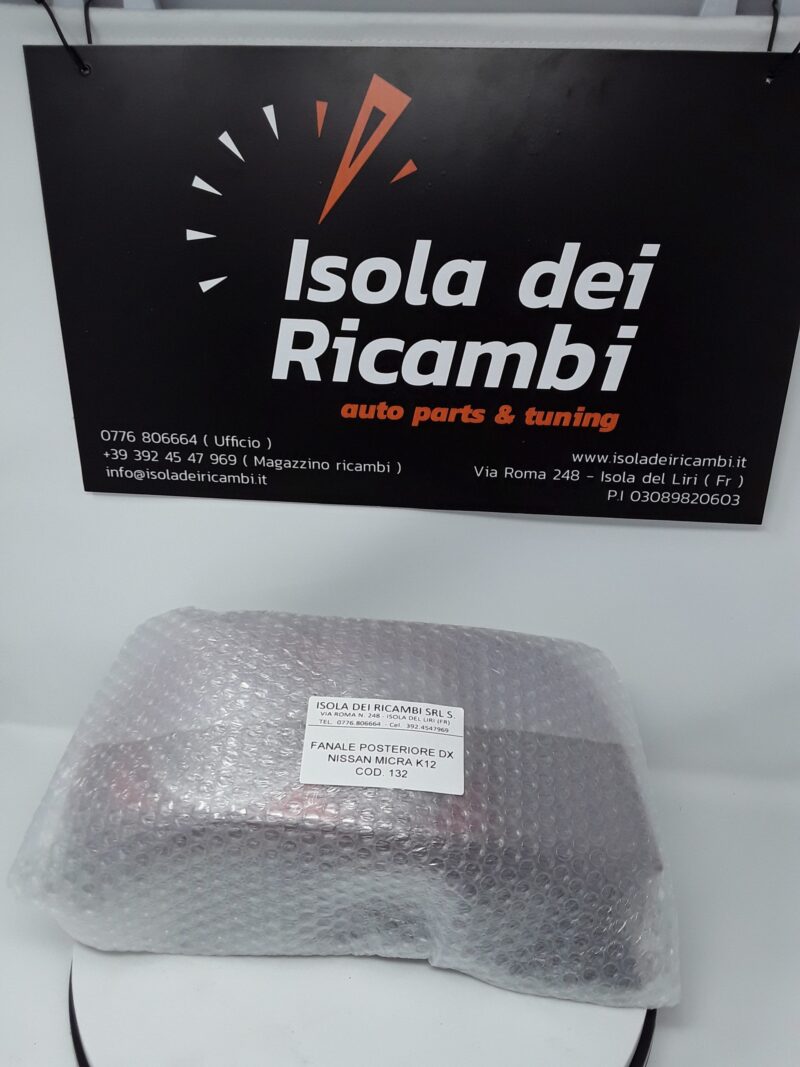 Isola dei
Ricambi
auto parts & tuning
0776 806664 ( Ufficio )
+39 392 45 47 969 ( Magazzino ricambi )
info@isoladeiricambi.it
www.isoladeiricambi.it
Via Roma 248 - Isola del Liri ( Fr )
P.I 03089820603
ISOLA DEI RICAMBI SRL S.
VIA ROMA N. 248 - ISOLA DEL LIRI (FR)
TEL. 0776.806664 - Cel. 392.4547969
FANALE POSTERIORE DX
NISSAN MICRA K12
COD. 132